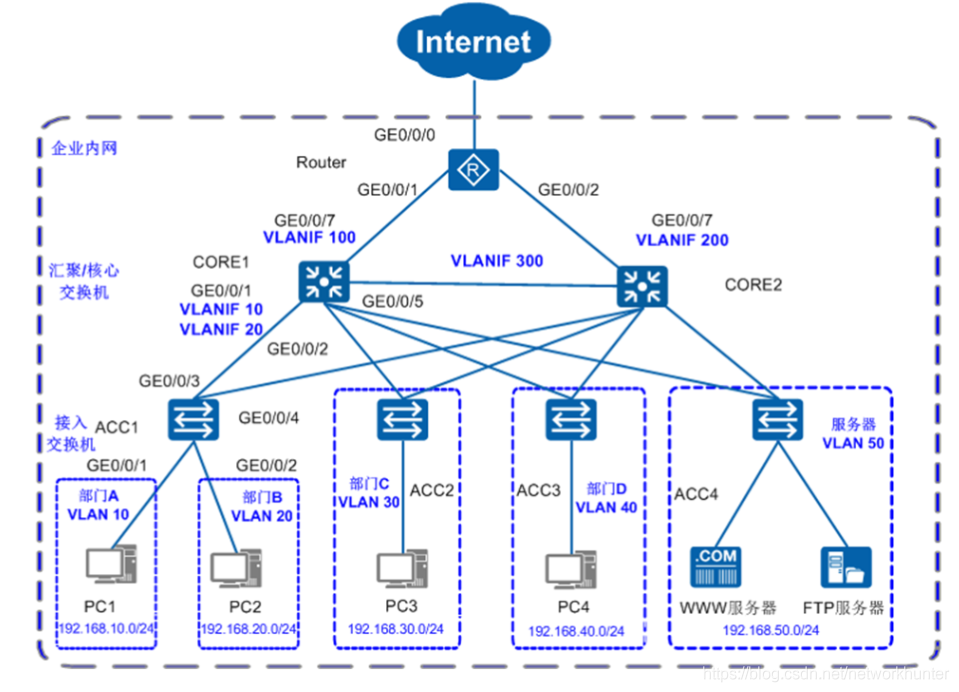 Internet
GE0/0/0
企业内网
Router
R
GE0/0/1
GE0/0/2
GE0/0/7
VLANIF 100
GE0/0/7
VLANIF 200
CORE1
VLANIF 300
CORE2
汇聚/核心
交换机
GE0/0/1
VLANIF 10
VLANIF 20
GE0/0/5
GE0/0/2
GE0/0/3
接入
交换机
ACC1
GE0/0/4
GE0/0/1
GE0/0/2
部门A
VLAN 10
部门B
VLAN 20
部门C
VLAN 30
ACC2
ACC3
部门D
VLAN 40
服务器
VLAN 50
ACC4
.COM
PC1
PC2
PC3
PC4
WWW服务器
FTP服务器
192.168.10.0/24
192.168.20.0/24
192.168.30.0/24
192.168.40.0/24
192.168.50.0/24
https://blog.csdn.net/networkhunter